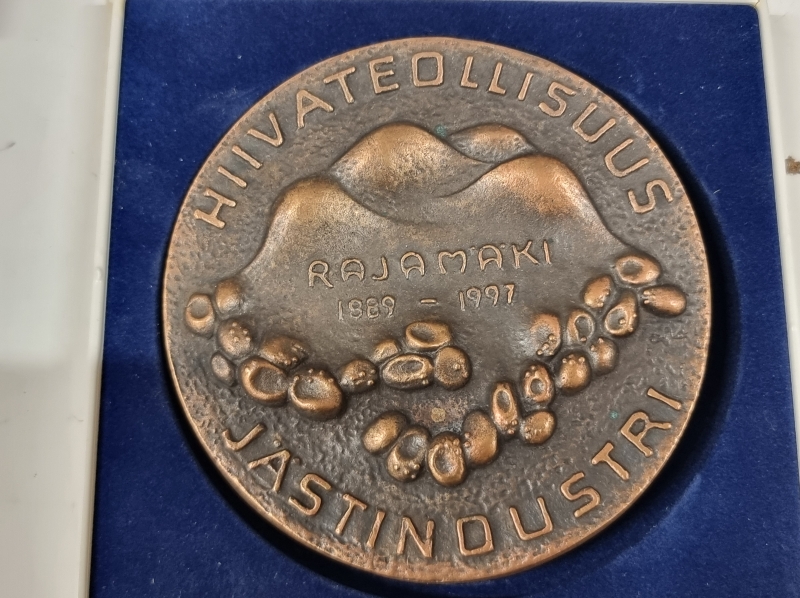 HIIVATEOLLISUUS
RAJAMÄKI
1889 - 1997
JÄSTINDUSTRI